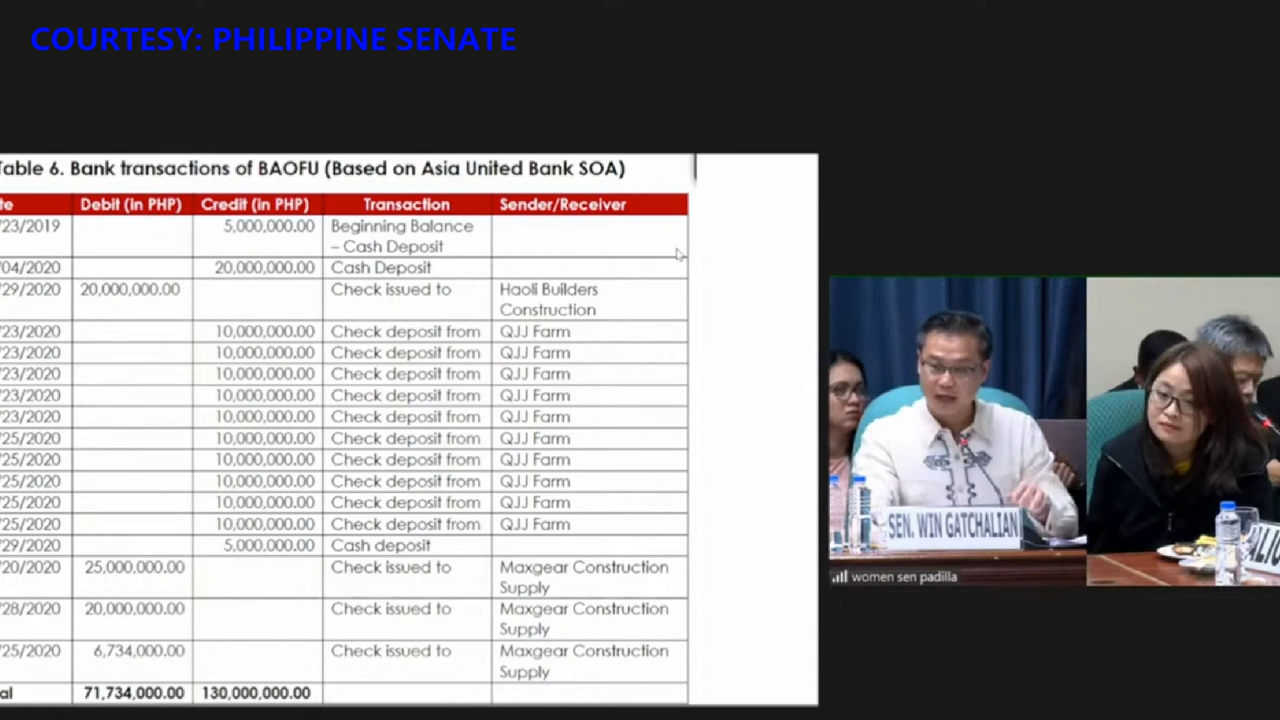 COURTESY: PHILIPPINE SENATE
Table 6. Bank transactions of BAOFU (Based on Asia United Bank SOA)
te Debit (in PHP) Credit (in PHP) Transaction Sender/Receiver
/23/2019 5,000,000.00 Beginning Balance
– Cash Deposit
/04/2020 20,000,000.00 Cash Deposit
/29/2020 20,000,000.00 Check issued to Haoli Builders
Construction
/23/2020 10,000,000.00 Check deposit from QJJ Farm
/23/2020 10,000,000.00 Check deposit from QJJ Farm
/23/2020 10,000,000.00 Check deposit from QJJ Farm
/23/2020 10,000,000.00 Check deposit from QJJ Farm
/23/2020 10,000,000.00 Check deposit from QJJ Farm
/25/2020 10,000,000.00 Check deposit from QJJ Farm
/25/2020 10,000,000.00 Check deposit from QJJ Farm
/25/2020 10,000,000.00 Check deposit from QJJ Farm
/25/2020 10,000,000.00 Check deposit from QJJ Farm
/25/2020 10,000,000.00 Check deposit from QJJ Farm
/29/2020 5,000,000.00 Cash deposit
/20/2020 25,000,000.00 Check issued to Maxgear Construction
Supply
/28/2020 20,000,000.00 Check issued to Maxgear Construction
Supply
/25/2020 6,734,000.00 Check issued to Maxgear Construction
Supply
al 71,734,000.00 130,000,000.00
SEN. WIN GATCHALIAN
women sen padilla